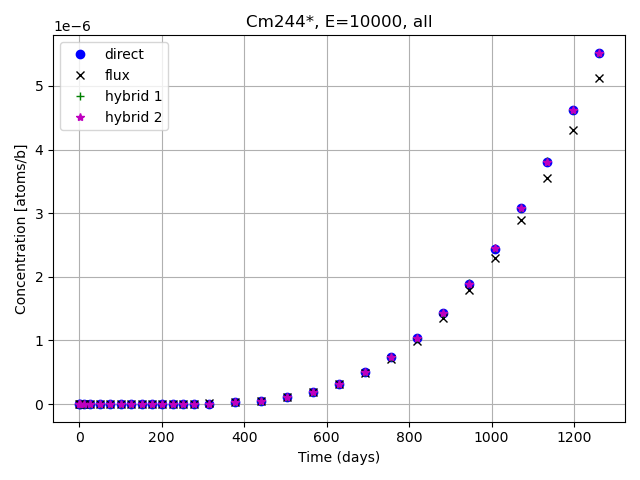 Cm244*, E=10000, all
1e−6
direct
flux
hybrid 1
hybrid 2
5
4
3
2
1
0
Concentration [atoms/b]
0 200 400 600 800 1000 1200
Time (days)